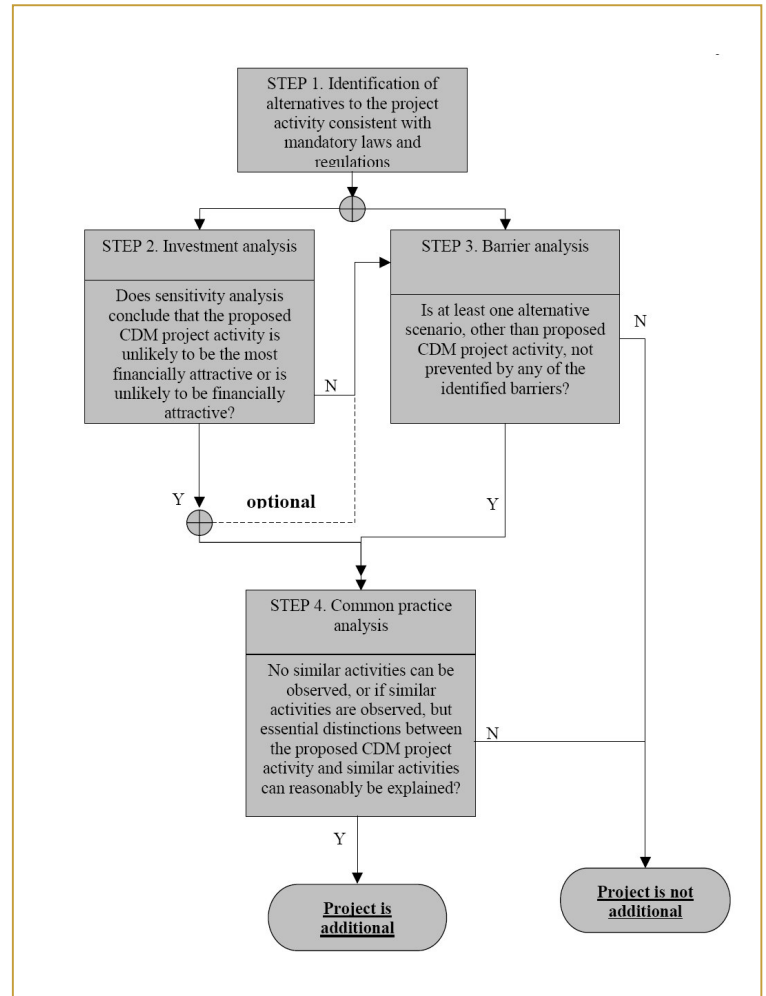 STEP 1. Identification of
alternatives to the project
activity consistent with
mandatory laws and
regulations
STEP 2. Investment analysis
Does sensitivity analysis
conclude that the proposed
CDM project activity is
unlikely to be the most
financially attractive or is
unlikely to be financially
attractive?
N
STEP 3. Barrier analysis
Is at least one alternative
scenario, other than proposed
CDM project activity, not
prevented by any of the
identified barriers?
N
Y
optional
Y
STEP 4. Common practice
analysis
No similar activities can be
observed, or if similar
activities are observed, but
essential distinctions between
the proposed CDM project
activity and similar activities
can reasonably be explained?
N
Y
Project is
additional
Project is not
additional